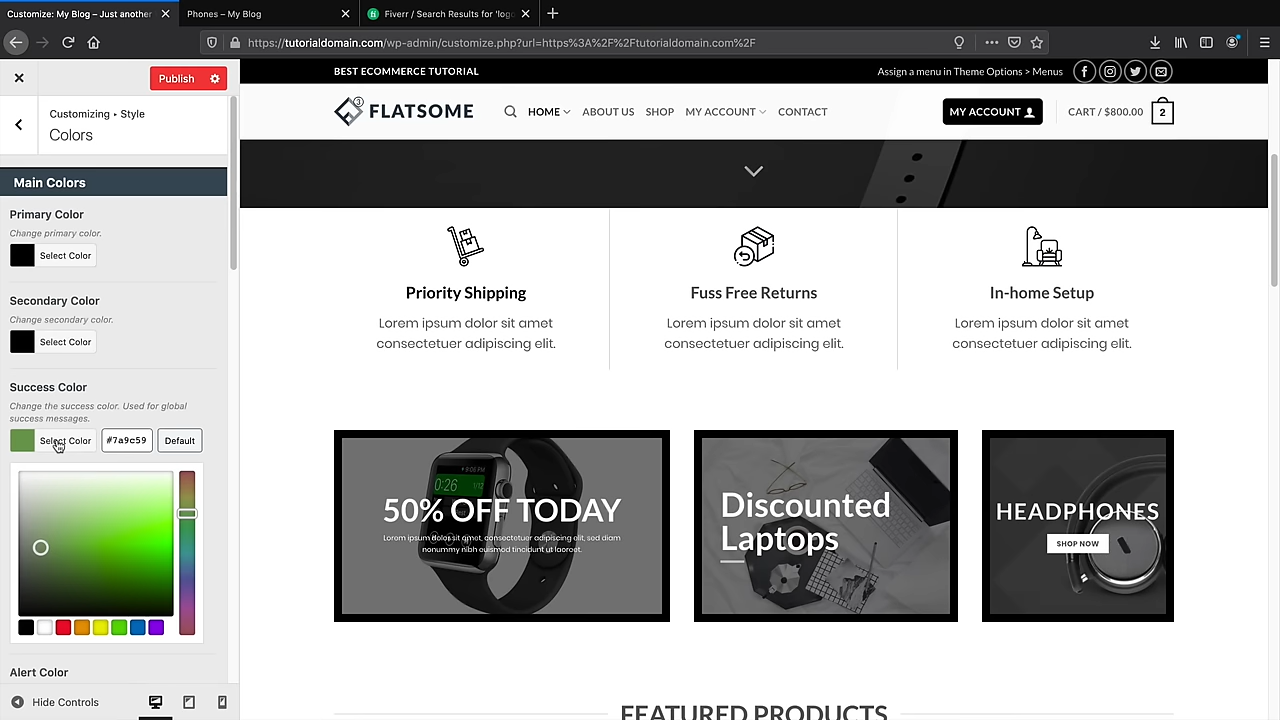 Customize: My Blog – Just another
Phones – My Blog
Fiverr / Search Results for 'logo
https://tutorialdomain.com/wp-admin/customize.php?url=https%3A%2F%2Ftutorialdomain.com%2F
Publish
Customizing ▸ Style
Colors
Main Colors
Primary Color
Change primary color.
Select Color
Secondary Color
Change secondary color.
Select Color
Success Color
Change the success color. Used for global
success messages.
Select Color
#7a9c59
Default
Alert Color
Hide Controls
BEST ECOMMERCE TUTORIAL
Assign a menu in Theme Options > Menus
3
FLATSOME
HOME
ABOUT US
SHOP
MY ACCOUNT
CONTACT
MY ACCOUNT
CART / $800.00
2
Priority Shipping
Lorem ipsum dolor sit amet
consectetuer adipiscing elit.
Fuss Free Returns
Lorem ipsum dolor sit amet
consectetuer adipiscing elit.
In-home Setup
Lorem ipsum dolor sit amet
consectetuer adipiscing elit.
9:06 PM
0:26
50% OFF TODAY
Lorem ipsum dolor sit amet, consectetuer adipiscing elit, sed diam
nonummy nibh euismod tincidunt ut laoreet.
Discounted
Laptops
HEADPHONES
SHOP NOW
FEATURED PRODUCTS